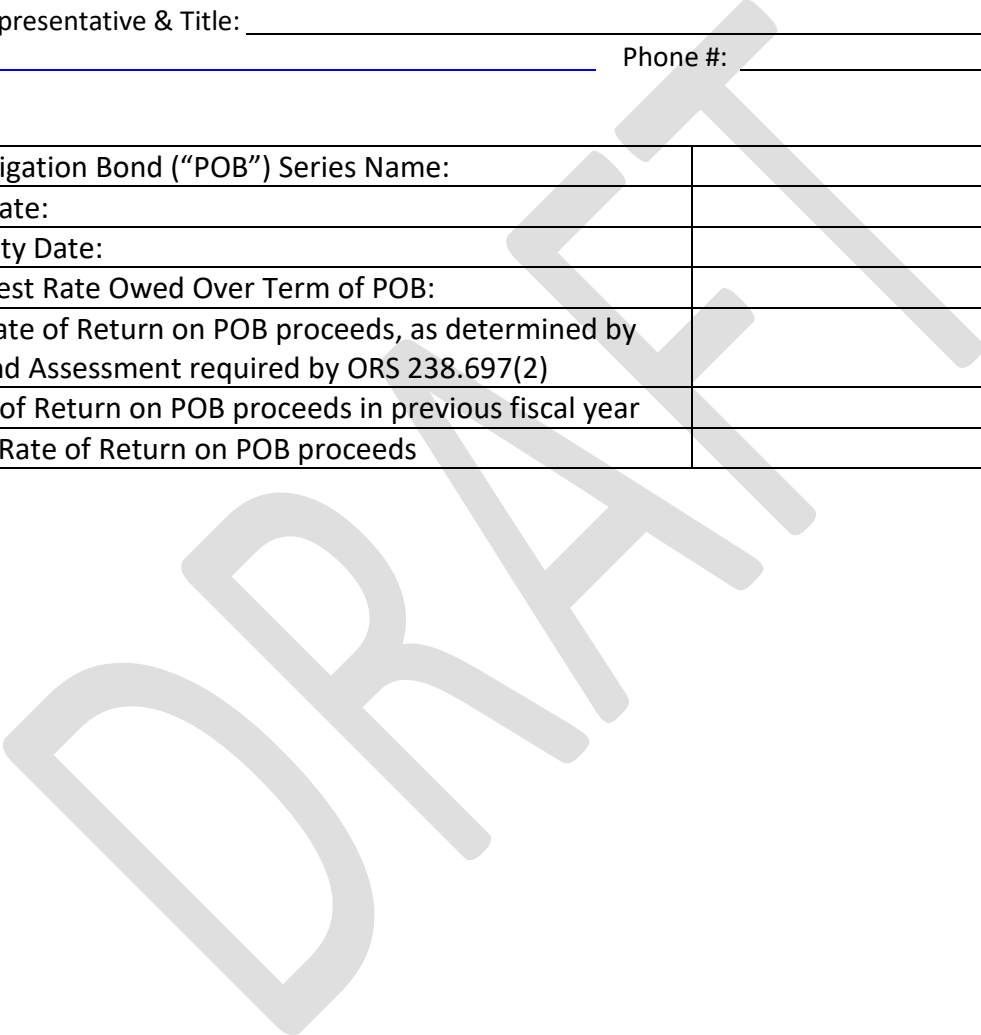 presentative & Title:
Phone #:
igation Bond (“POB”) Series Name:
ate:
ty Date:
est Rate Owed Over Term of POB:
ate of Return on POB proceeds, as determined by
nd Assessment required by ORS 238.697(2)
of Return on POB proceeds in previous fiscal year
Rate of Return on POB proceeds
DRAFT